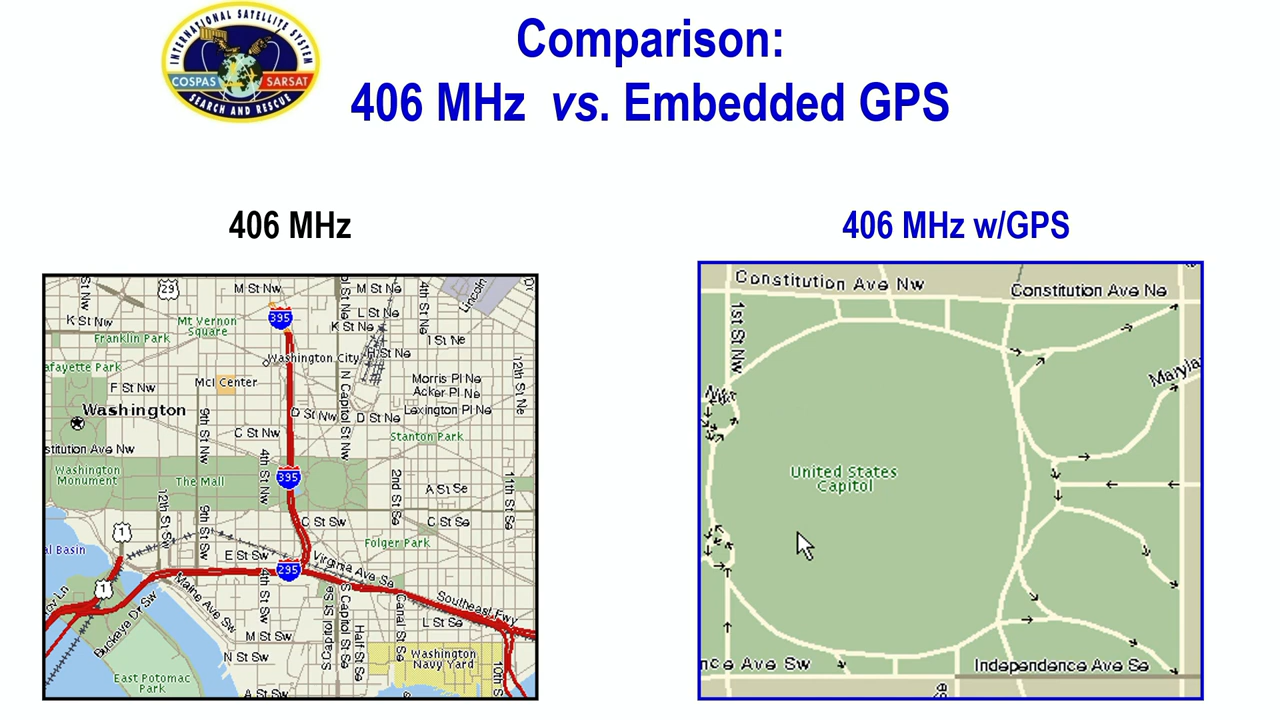 INTERNATIONAL SATELLITE SYSTEM
COSPAS SARSAT
SEARCH AND RESCUE
Comparison:
406 MHz vs. Embedded GPS
406 MHz
406 MHz w/GPS
29
M St Nw
M St Ne
4th St Ne
Lincoln
395
L St Ne
K St Nw
Mt Vernon
Square
K St Ne
Franklin Park
I St Ne
Washington City
H St Ne
12th St Ne
afayette Park
F St Nw
McI Center
N Capitol St Nw
Morris Pl Ne
Acker Pl Ne
Lexington Pl Ne
Washington
9th St Nw
D St Nw
D St Ne
C St Nw
Stanton Park
stitution Ave Nw
4th St Nw
Washington
Monument
The Mall
395
2nd St Se
A St Se
11th St Se
12th St Sw
9th St Sw
C St Sw
C St Se
1
al Basin
E St Sw
Folger Park
295
Virginia Ave Se
1
Maine Ave Sw
4th St Sw
Buckeye Dr Sw
S Capitol St Se
Half St Se
Canal St Se
Southeast Fwy
L St Se
M St Sw
N St Sw
Washington
Navy Yard
East Potomac
Park
10th S
A St Sw
Constitution Ave Nw
Constitution Ave Ne
1st St Nw
Maryla
United States
Capitol
nce Ave Sw
Independence Ave Se